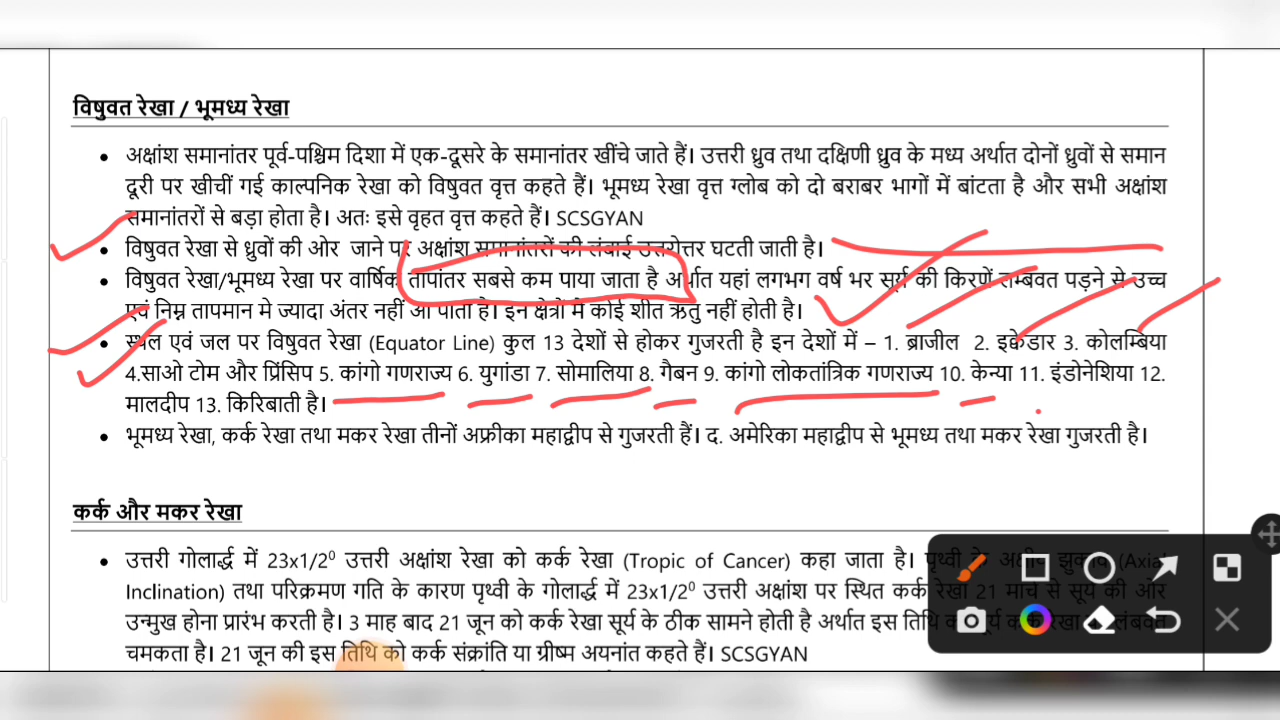 विषुवत रेखा / भूमध्य रेखा
• अक्षांश समानांतर पूर्व-पश्चिम दिशा में एक-दूसरे के समानांतर खींचे जाते हैं। उत्तरी ध्रुव तथा दक्षिणी ध्रुव के मध्य अर्थात दोनों ध्रुवों से समान
दूरी पर खीचीं गई काल्पनिक रेखा को विषुवत वृत्त कहते हैं। भूमध्य रेखा वृत्त ग्लोब को दो बराबर भागों में बांटता है और सभी अक्षांश
समानांतरों से बड़ा होता है। अतः इसे वृहत वृत्त कहते हैं। SCSGYAN
• विषुवत रेखा से ध्रुवों की ओर जाने पर अक्षांश समानांतरों की लंबाई उत्तरोत्तर घटती जाती है।
• विषुवत रेखा/भूमध्य रेखा पर वार्षिक तापांतर सबसे कम पाया जाता है अर्थात यहां लगभग वर्ष भर सूर्य की किरणें लम्बवत पड़ने से उच्च
एवं निम्न तापमान मे ज्यादा अंतर नहीं आ पाता है। इन क्षेत्रों में कोई शीत ऋतु नहीं होती है।
• स्थल एवं जल पर विषुवत रेखा (Equator Line) कुल 13 देशों से होकर गुजरती है इन देशों में – 1. ब्राजील 2. इक्वेडार 3. कोलम्बिया
4.साओ टोम और प्रिंसिप 5. कांगो गणराज्य 6. युगांडा 7. सोमालिया 8. गैबन 9. कांगो लोकतांत्रिक गणराज्य 10. केन्या 11. इंडोनेशिया 12.
मालदीप 13. किरिबाती है।
• भूमध्य रेखा, कर्क रेखा तथा मकर रेखा तीनों अफ्रीका महाद्वीप से गुजरती हैं। द. अमेरिका महाद्वीप से भूमध्य तथा मकर रेखा गुजरती है।
कर्क और मकर रेखा
• उत्तरी गोलार्द्ध में 23x1/2⁰ उत्तरी अक्षांश रेखा को कर्क रेखा (Tropic of Cancer) कहा जाता है। पृथ्वी के अक्षीय झुकाव (Axial
Inclination) तथा परिक्रमण गति के कारण पृथ्वी के गोलार्द्ध में 23x1/2⁰ उत्तरी अक्षांश पर स्थित कर्क रेखा 21 मार्च से सूर्य की ओर
उन्मुख होना प्रारंभ करती है। 3 माह बाद 21 जून को कर्क रेखा सूर्य के ठीक सामने होती है अर्थात इस तिथि को सूर्य कर्क रेखा लंबवत
चमकता है। 21 जून की इस तिथि को कर्क संक्रांति या ग्रीष्म अयनांत कहते हैं। SCSGYAN